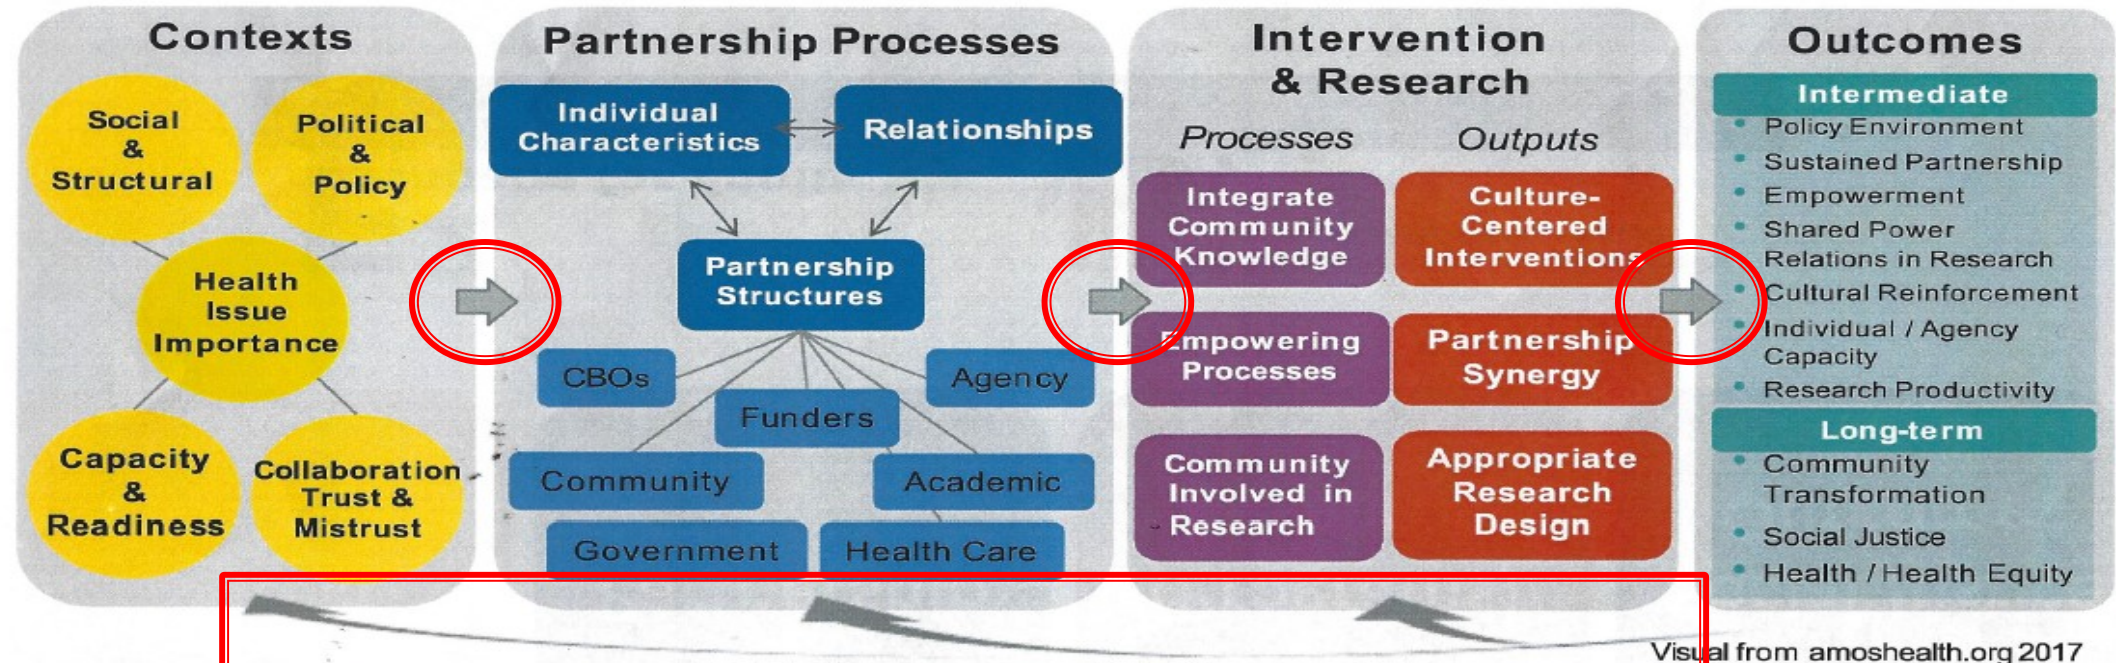 Contexts
Social
&
Structural
Political
&
Policy
Health
Issue
Importance
Capacity
&
Readiness
Collaboration
Trust &
Mistrust
Partnership Processes
Individual
Characteristics
Relationships
Partnership
Structures
CBOs
Agency
Funders
Community
Academic
Government
Health Care
Intervention
& Research
Processes
Outputs
Integrate
Community
Knowledge
Culture-
Centered
Interventions
Empowering
Processes
Partnership
Synergy
Community
Involved in
Research
Appropriate
Research
Design
Outcomes
Intermediate
• Policy Environment
• Sustained Partnership
• Empowerment
• Shared Power
Relations in Research
• Cultural Reinforcement
• Individual / Agency
Capacity
• Research Productivity
Long-term
• Community
Transformation
• Social Justice
• Health / Health Equity
Visual from amoshealth.org 2017